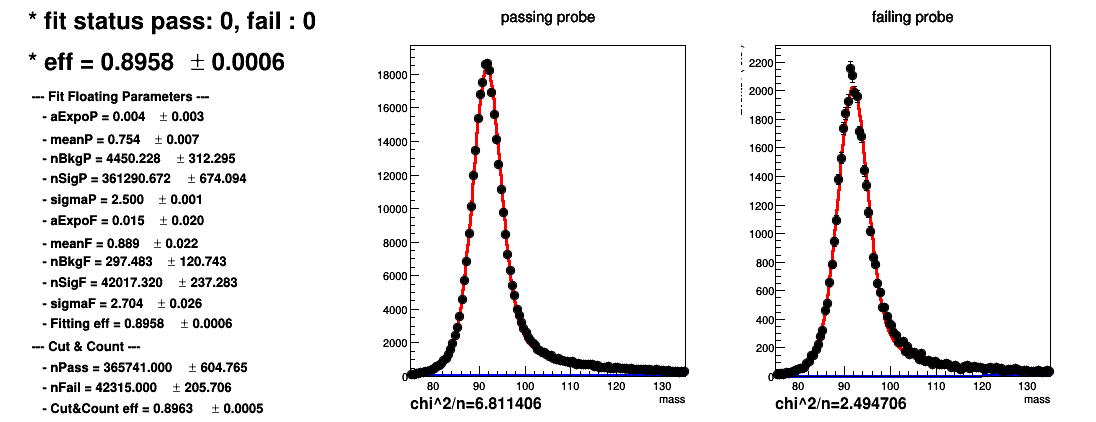 * fit status pass: 0, fail : 0
* eff = 0.8958 ± 0.0006
--- Fit Floating Parameters ---
- aExpoP = 0.004 ± 0.003
- meanP = 0.754 ± 0.007
- nBkgP = 4450.228 ± 312.295
- nSigP = 361290.672 ± 674.094
- sigmaP = 2.500 ± 0.001
- aExpoF = 0.015 ± 0.020
- meanF = 0.889 ± 0.022
- nBkgF = 297.483 ± 120.743
- nSigF = 42017.320 ± 237.283
- sigmaF = 2.704 ± 0.026
- Fitting eff = 0.8958 ± 0.0006
--- Cut & Count ---
- nPass = 365741.000 ± 604.765
- nFail = 42315.000 ± 205.706
- Cut&Count eff = 0.8963 ± 0.0005
passing probe
18000
16000
14000
12000
10000
8000
6000
4000
2000
0
80 90 100 110 120 130
mass
chi^2/n=6.811406
failing probe
2200
2000
1800
1600
1400
1200
1000
800
600
400
200
0
80 90 100 110 120 130
mass
chi^2/n=2.494706